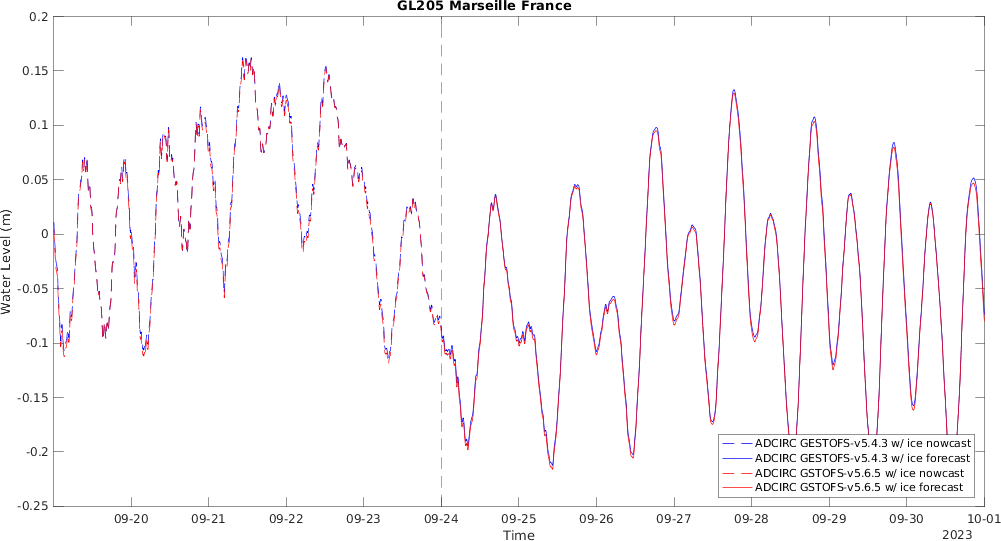 GL205 Marseille France
0.2
0.15
0.1
0.05
0
-0.05
-0.1
-0.15
-0.2
-0.25
Water Level (m)
ADCIRC GESTOFS-v5.4.3 w/ ice nowcast
ADCIRC GESTOFS-v5.4.3 w/ ice forecast
ADCIRC GSTOFS-v5.6.5 w/ ice nowcast
ADCIRC GSTOFS-v5.6.5 w/ ice forecast
09-20 09-21 09-22 09-23 09-24 09-25 09-26 09-27 09-28 09-29 09-30 10-01
Time
2023